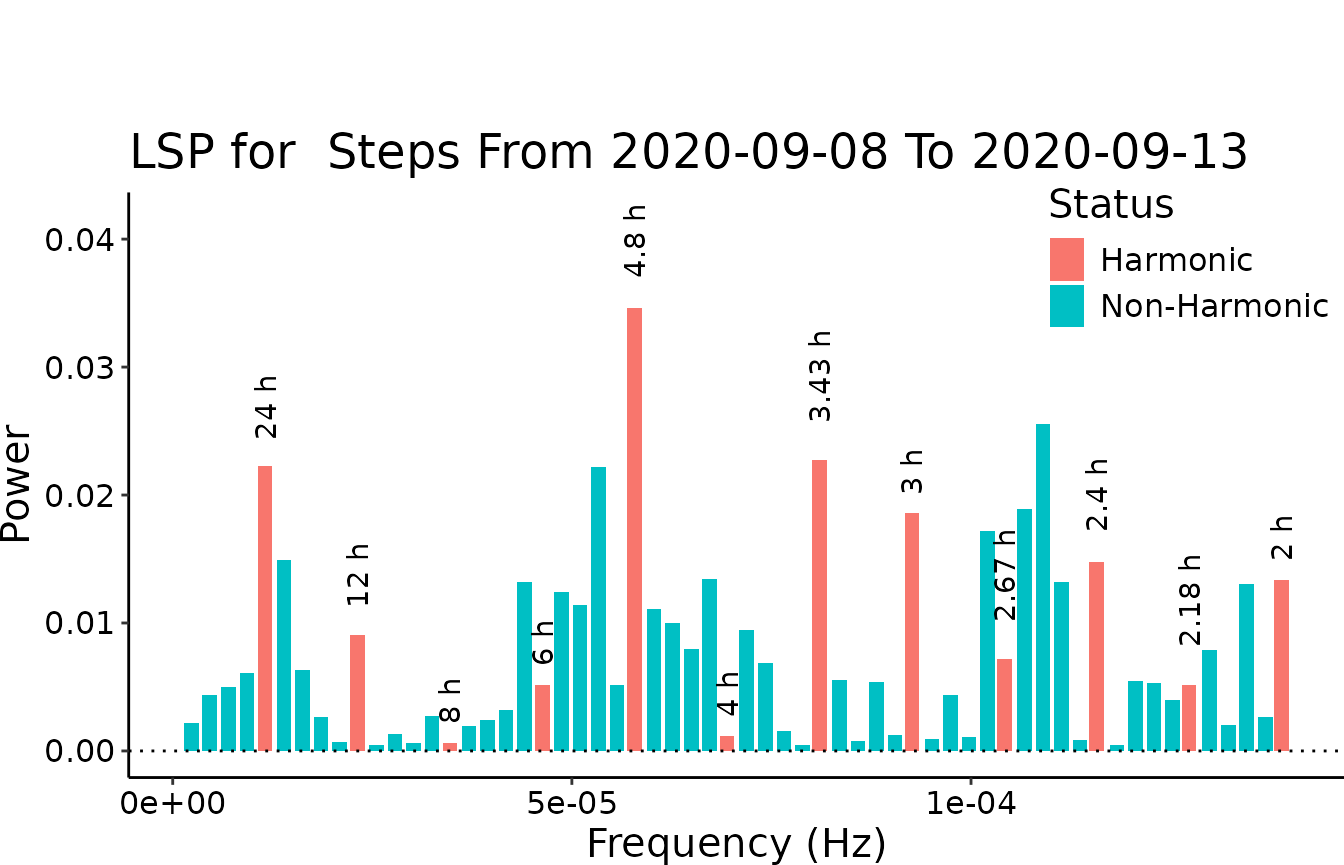 LSP for  Steps From 2020-09-08 To 2020-09-13
Status
Harmonic
Non-Harmonic
Power
0.04
0.03
0.02
0.01
0.00
24 h
12 h
8 h
6 h
4.8 h
4 h
3.43 h
3 h
2.67 h
2.4 h
2.18 h
2 h
0e+00
5e-05
1e-04
Frequency (Hz)